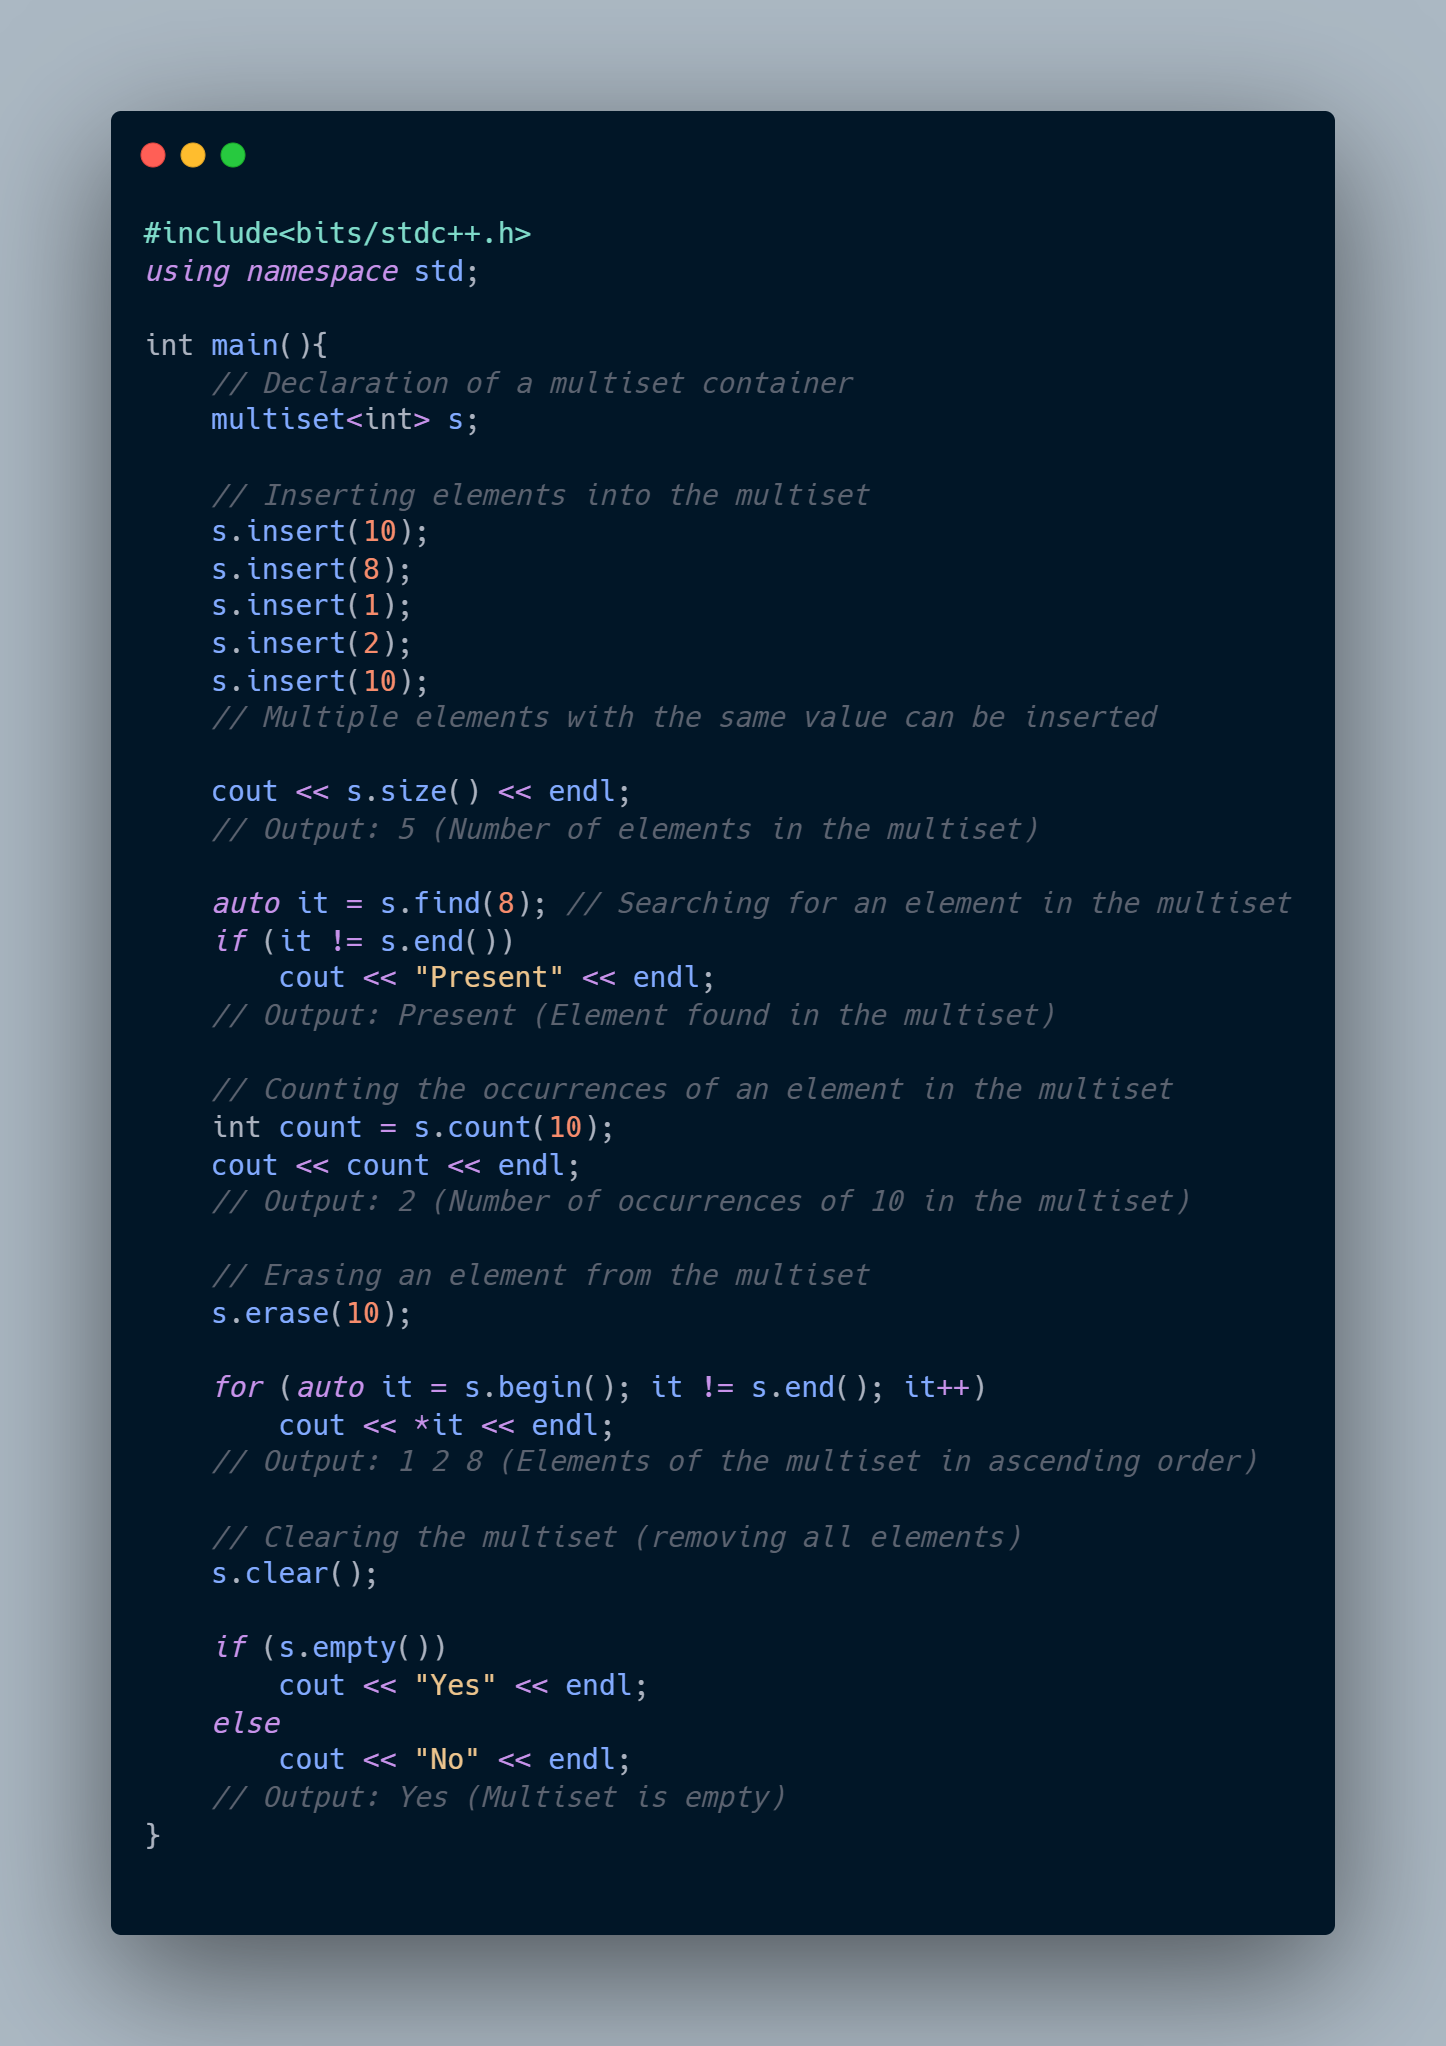 #include<bits/stdc++.h>
using namespace std;

int main(){
    // Declaration of a multiset container
    multiset<int> s;

    // Inserting elements into the multiset
    s.insert(10);
    s.insert(8);
    s.insert(1);
    s.insert(2);
    s.insert(10);
    // Multiple elements with the same value can be inserted

    cout << s.size() << endl;
    // Output: 5 (Number of elements in the multiset)

    auto it = s.find(8); // Searching for an element in the multiset
    if (it != s.end())
        cout << "Present" << endl;
    // Output: Present (Element found in the multiset)

    // Counting the occurrences of an element in the multiset
    int count = s.count(10);
    cout << count << endl;
    // Output: 2 (Number of occurrences of 10 in the multiset)

    // Erasing an element from the multiset
    s.erase(10);

    for (auto it = s.begin(); it != s.end(); it++)
        cout << *it << endl;
    // Output: 1 2 8 (Elements of the multiset in ascending order)

    // Clearing the multiset (removing all elements)
    s.clear();

    if (s.empty())
        cout << "Yes" << endl;
    else
        cout << "No" << endl;
    // Output: Yes (Multiset is empty)
}